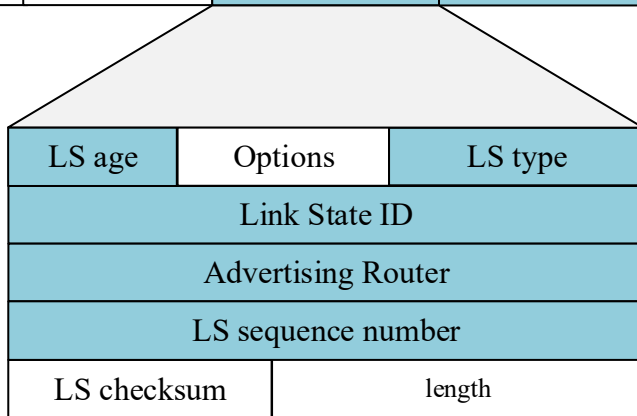 LS age Options LS type
Link State ID
Advertising Router
LS sequence number
LS checksum length